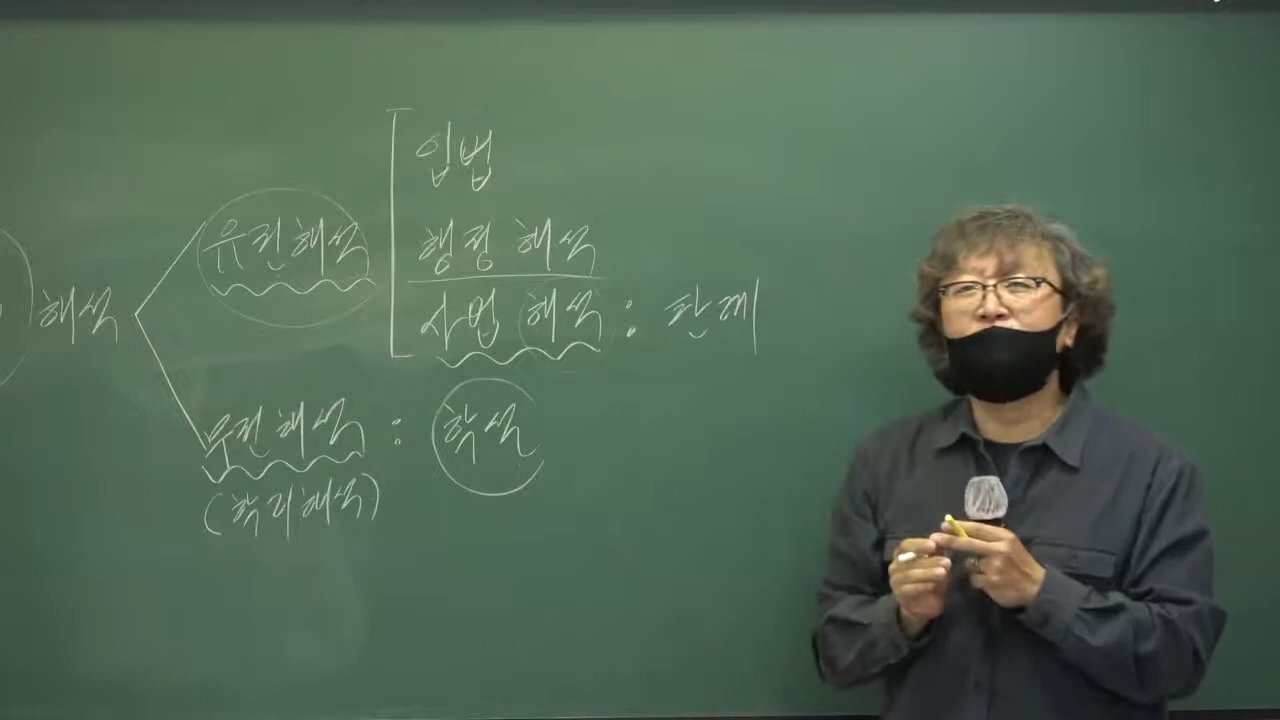 입법
유권해석
행정 해석
해석
사법 해석 : 판례
무권해석 : 학설
(학리해석)